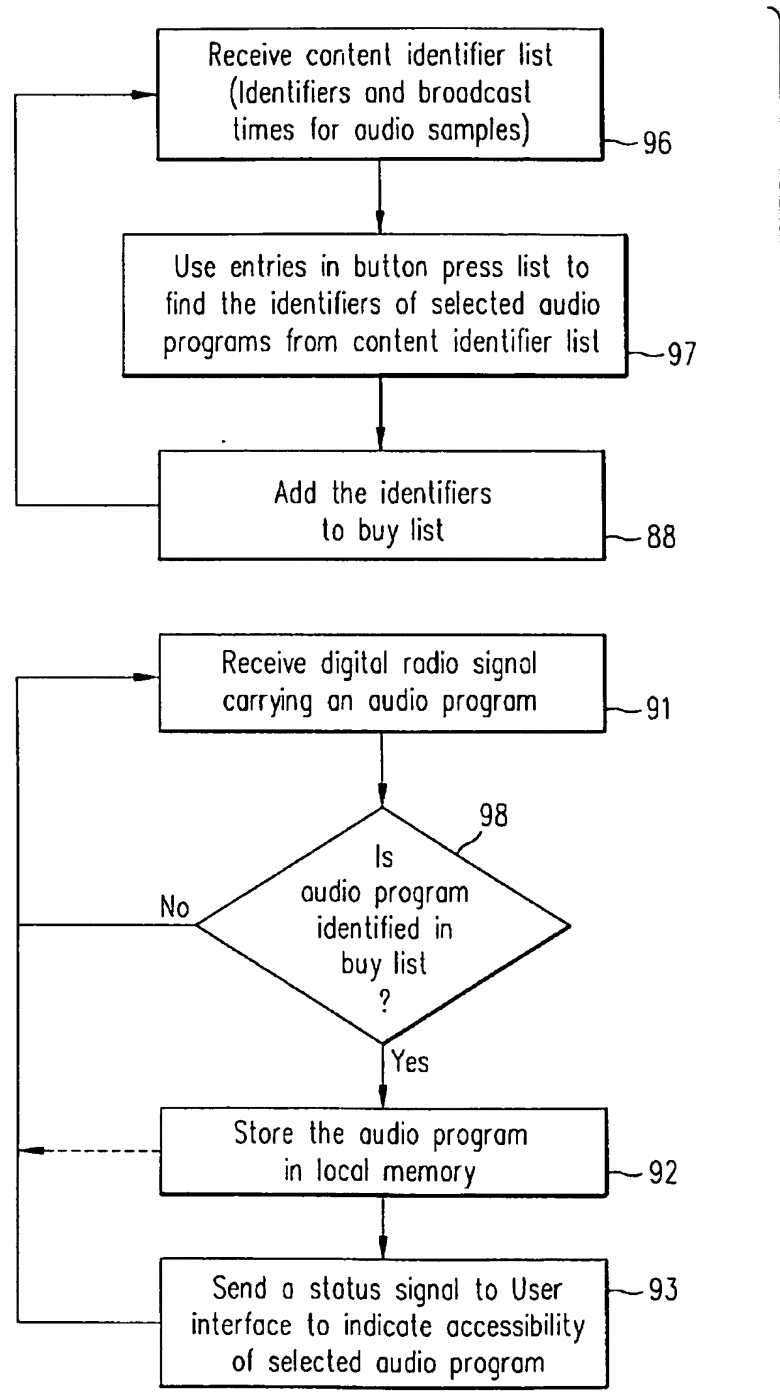 Receive content identifier list
(Identifiers and broadcast
times for audio samples)
96
Use entries in button press list to
find the identifiers of selected audio
programs from content identifier list
97
Add the identifiers
to buy list
88
Receive digital radio signal
carrying an audio program
91
98
Is
audio program
identified in
buy list
?
No
Yes
Store the audio program
in local memory
92
Send a status signal to User
interface to indicate accessibility
of selected audio program
93